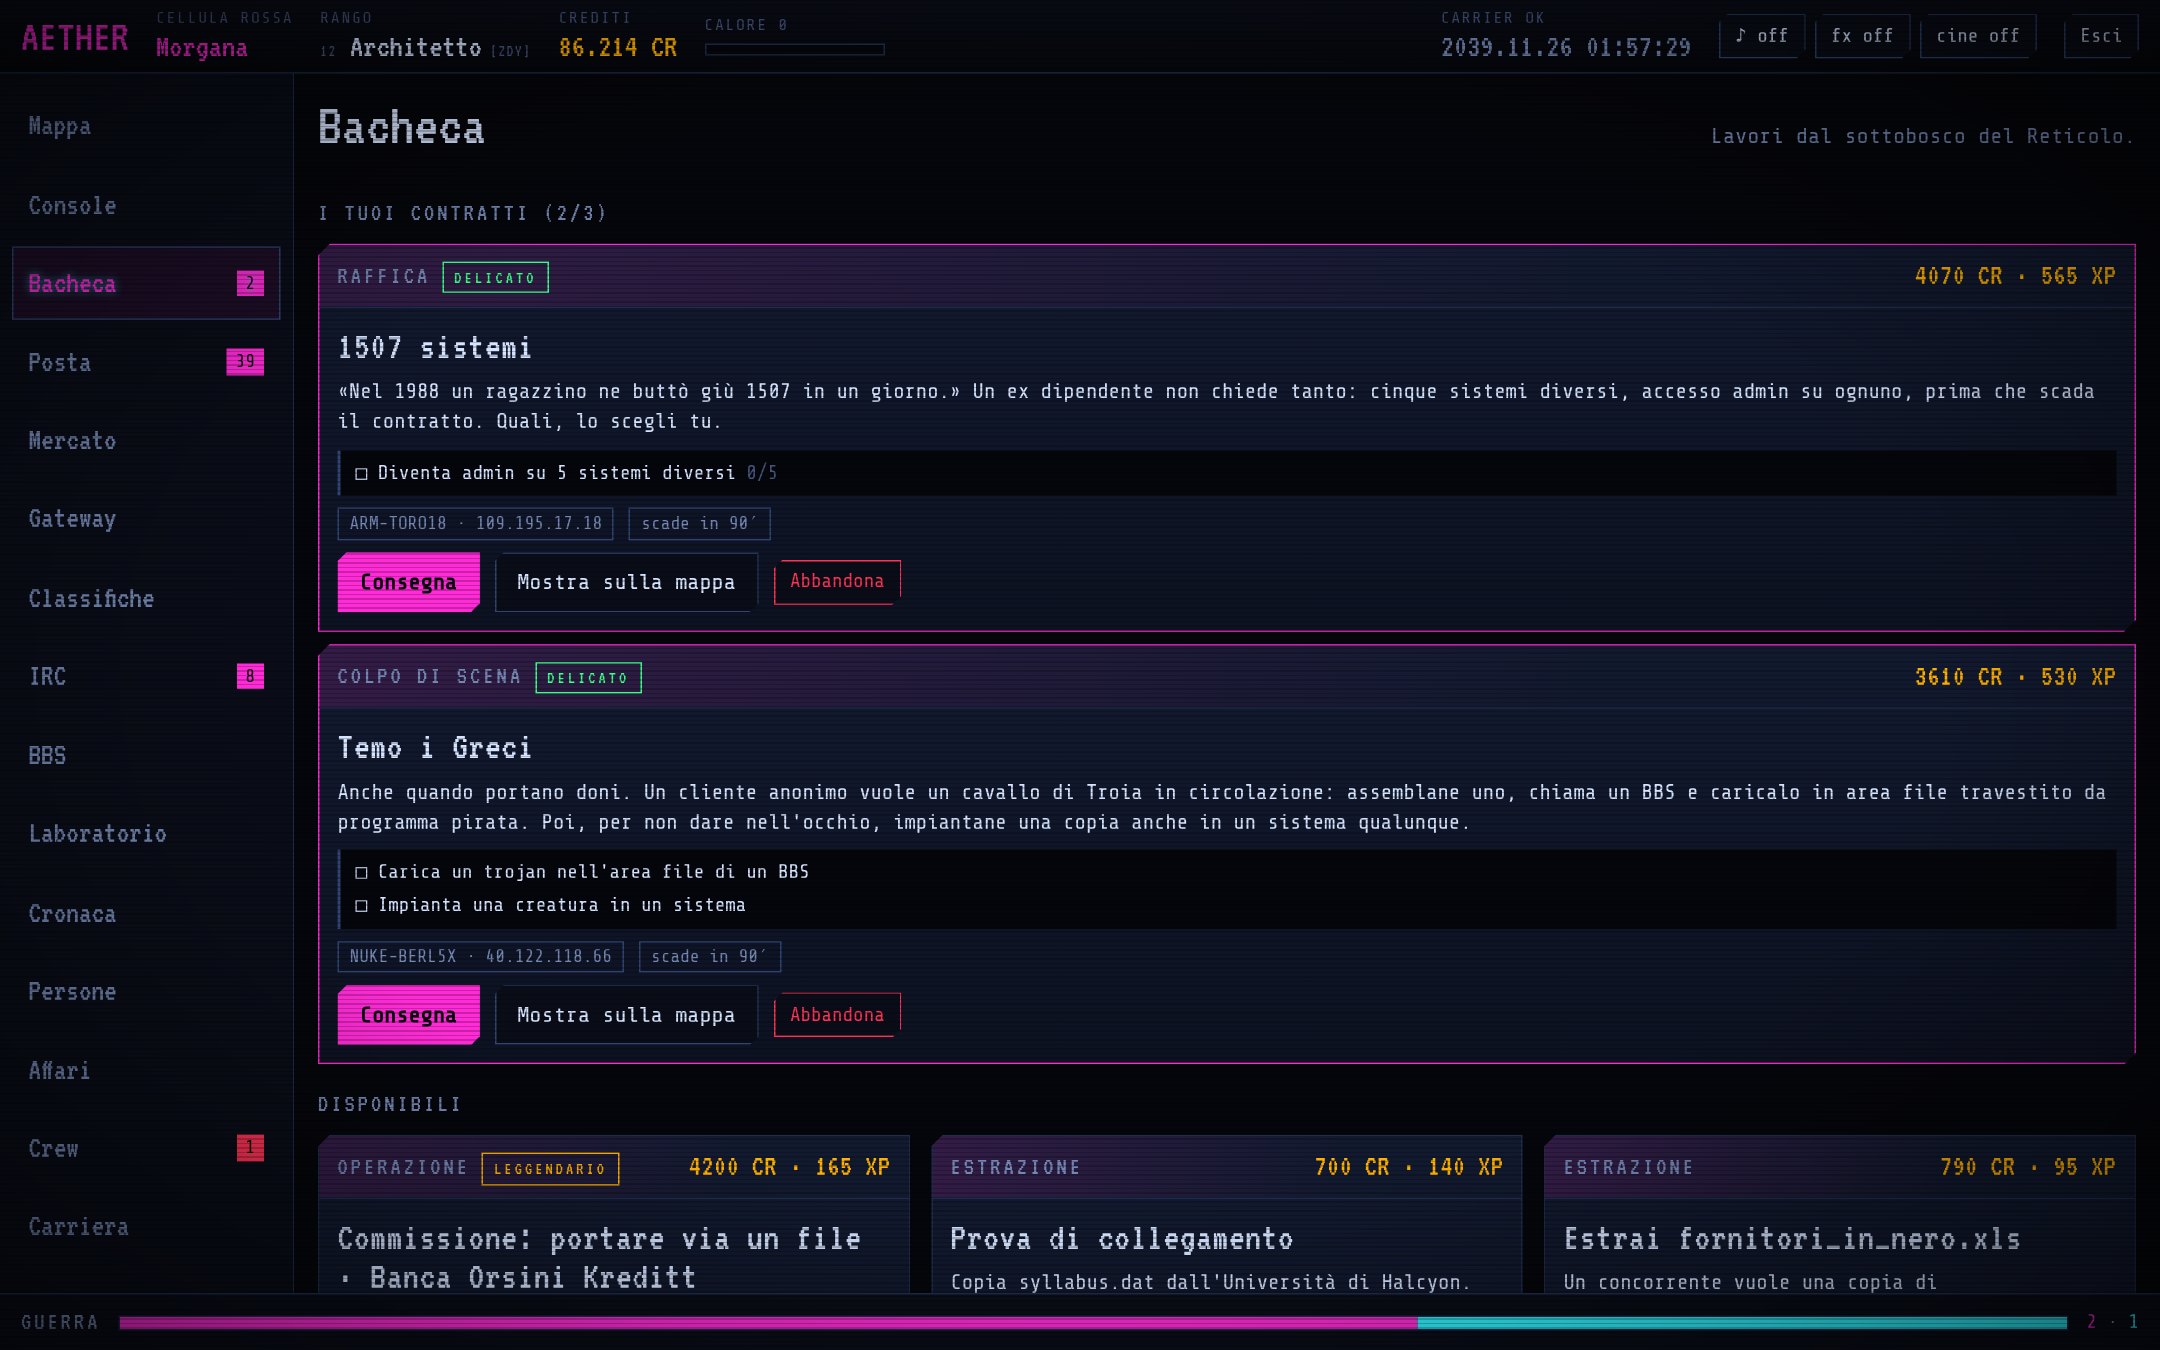 AETHER
CELLULA ROSSA
Morgana
RANGO
12 Architetto [ZDY]
CREDITI
86.214 CR
CALORE 0
CARRIER OK
2039.11.26 01:57:29
♪ off
fx off
cine off
Esci
Mappa
Console
Bacheca 2
Posta 39
Mercato
Gateway
Classifiche
IRC 8
BBS
Laboratorio
Cronaca
Persone
Affari
Crew 1
Carriera
Bacheca
Lavori dal sottobosco del Reticolo.
I TUOI CONTRATTI (2/3)
RAFFICA DELICATO 4070 CR · 565 XP
1507 sistemi
«Nel 1988 un ragazzino ne buttò giù 1507 in un giorno.» Un ex dipendente non chiede tanto: cinque sistemi diversi, accesso admin su ognuno, prima che scada
il contratto. Quali, lo scegli tu.
□ Diventa admin su 5 sistemi diversi 0/5
ARM-TORO18 · 109.195.17.18 scade in 90′
Consegna Mostra sulla mappa Abbandona
COLPO DI SCENA DELICATO 3610 CR · 530 XP
Temo i Greci
Anche quando portano doni. Un cliente anonimo vuole un cavallo di Troia in circolazione: assemblane uno, chiama un BBS e caricalo in area file travestito da
programma pirata. Poi, per non dare nell'occhio, impiantane una copia anche in un sistema qualunque.
□ Carica un trojan nell'area file di un BBS
□ Impianta una creatura in un sistema
NUKE-BERL5X · 40.122.118.66 scade in 90′
Consegna Mostra sulla mappa Abbandona
DISPONIBILI
OPERAZIONE LEGGENDARIO 4200 CR · 165 XP
Commissione: portare via un file
· Banca Orsini Kreditt
ESTRAZIONE 700 CR · 140 XP
Prova di collegamento
Copia syllabus.dat dall'Università di Halcyon.
ESTRAZIONE 790 CR · 95 XP
Estrai fornitori_in_nero.xls
Un concorrente vuole una copia di
GUERRA 2 · 1